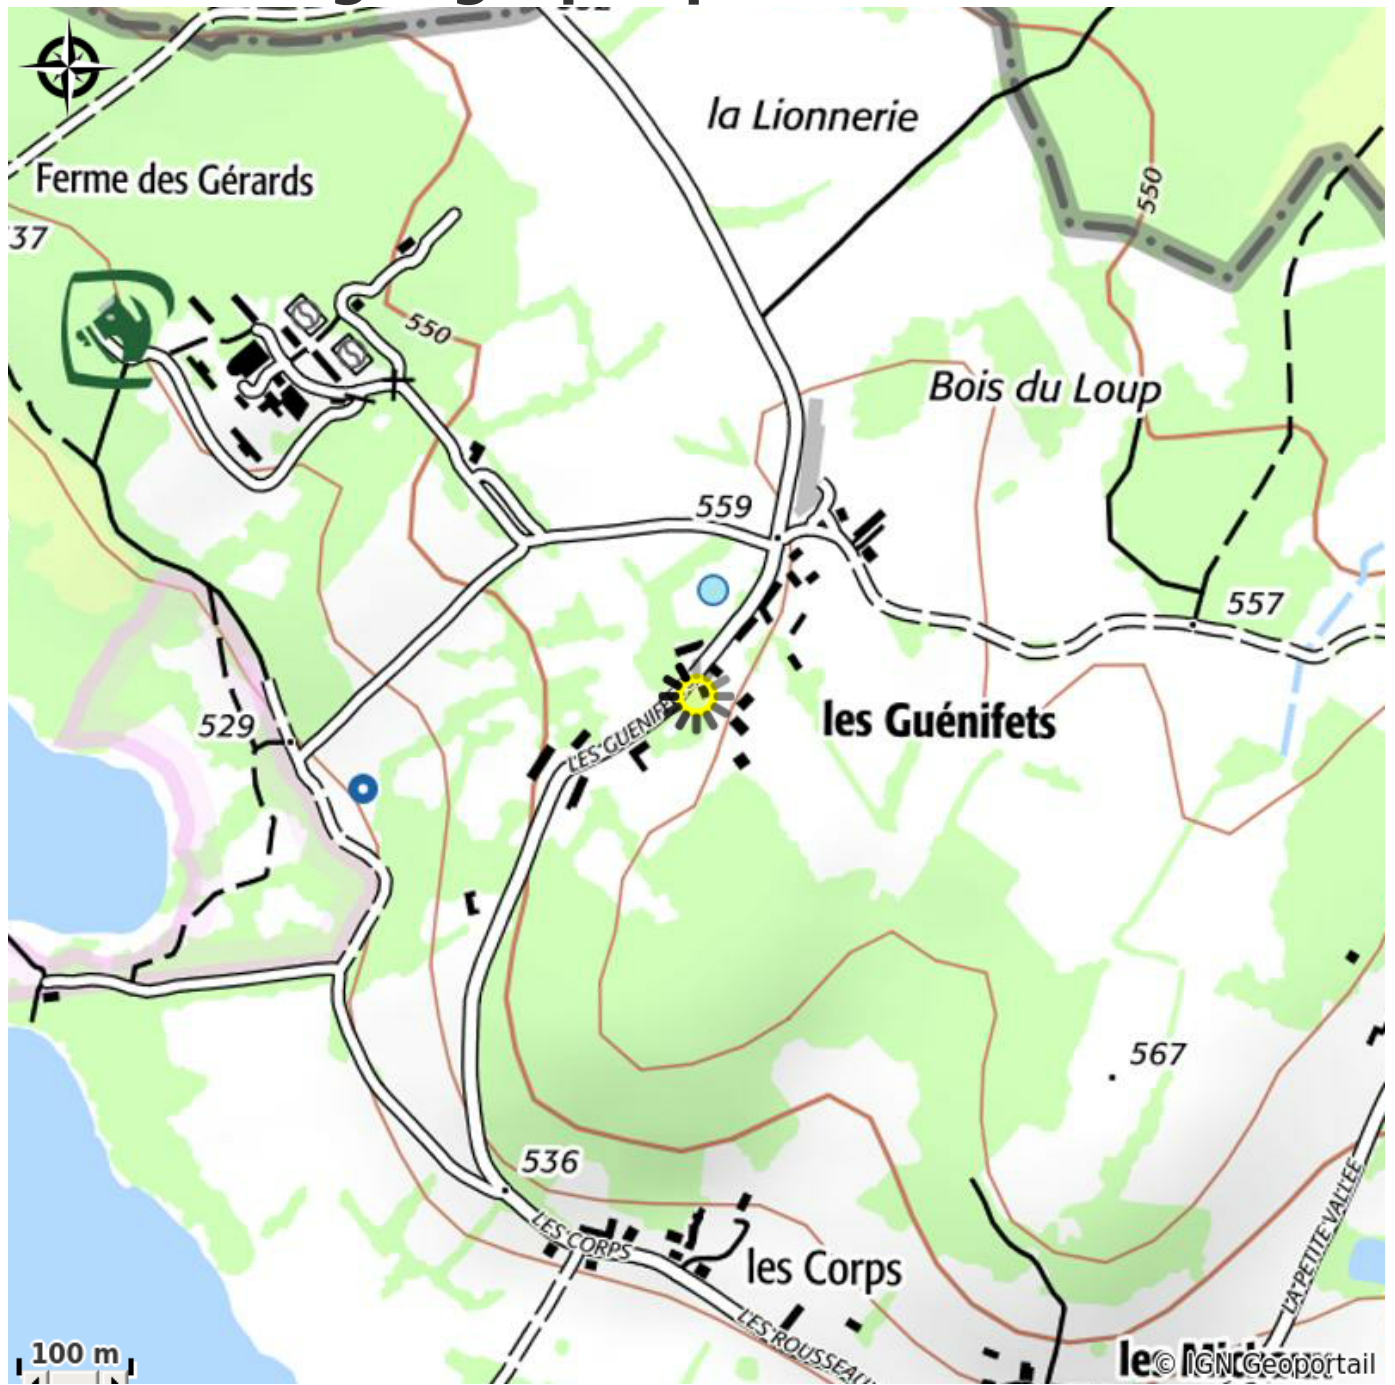 la Lionnerie
Ferme des Gérards
550
37
550
Bois du Loup
559
557
les Guénifets
529
LES GUENIFE
567
536
LES CORPS
les Corps
LA PETITE VALLEE
LES ROUSSEAU
100 m
© IGN Geoportail